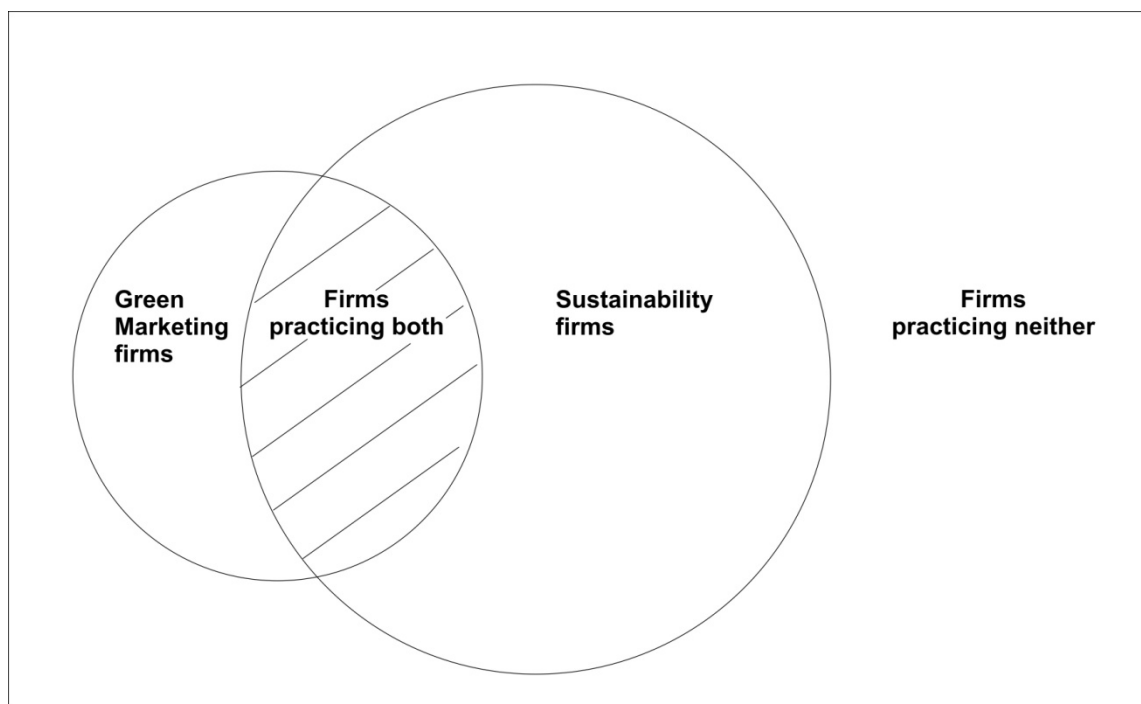 Green
Marketing
firms
Firms
practicing both
Sustainability
firms
Firms
practicing neither